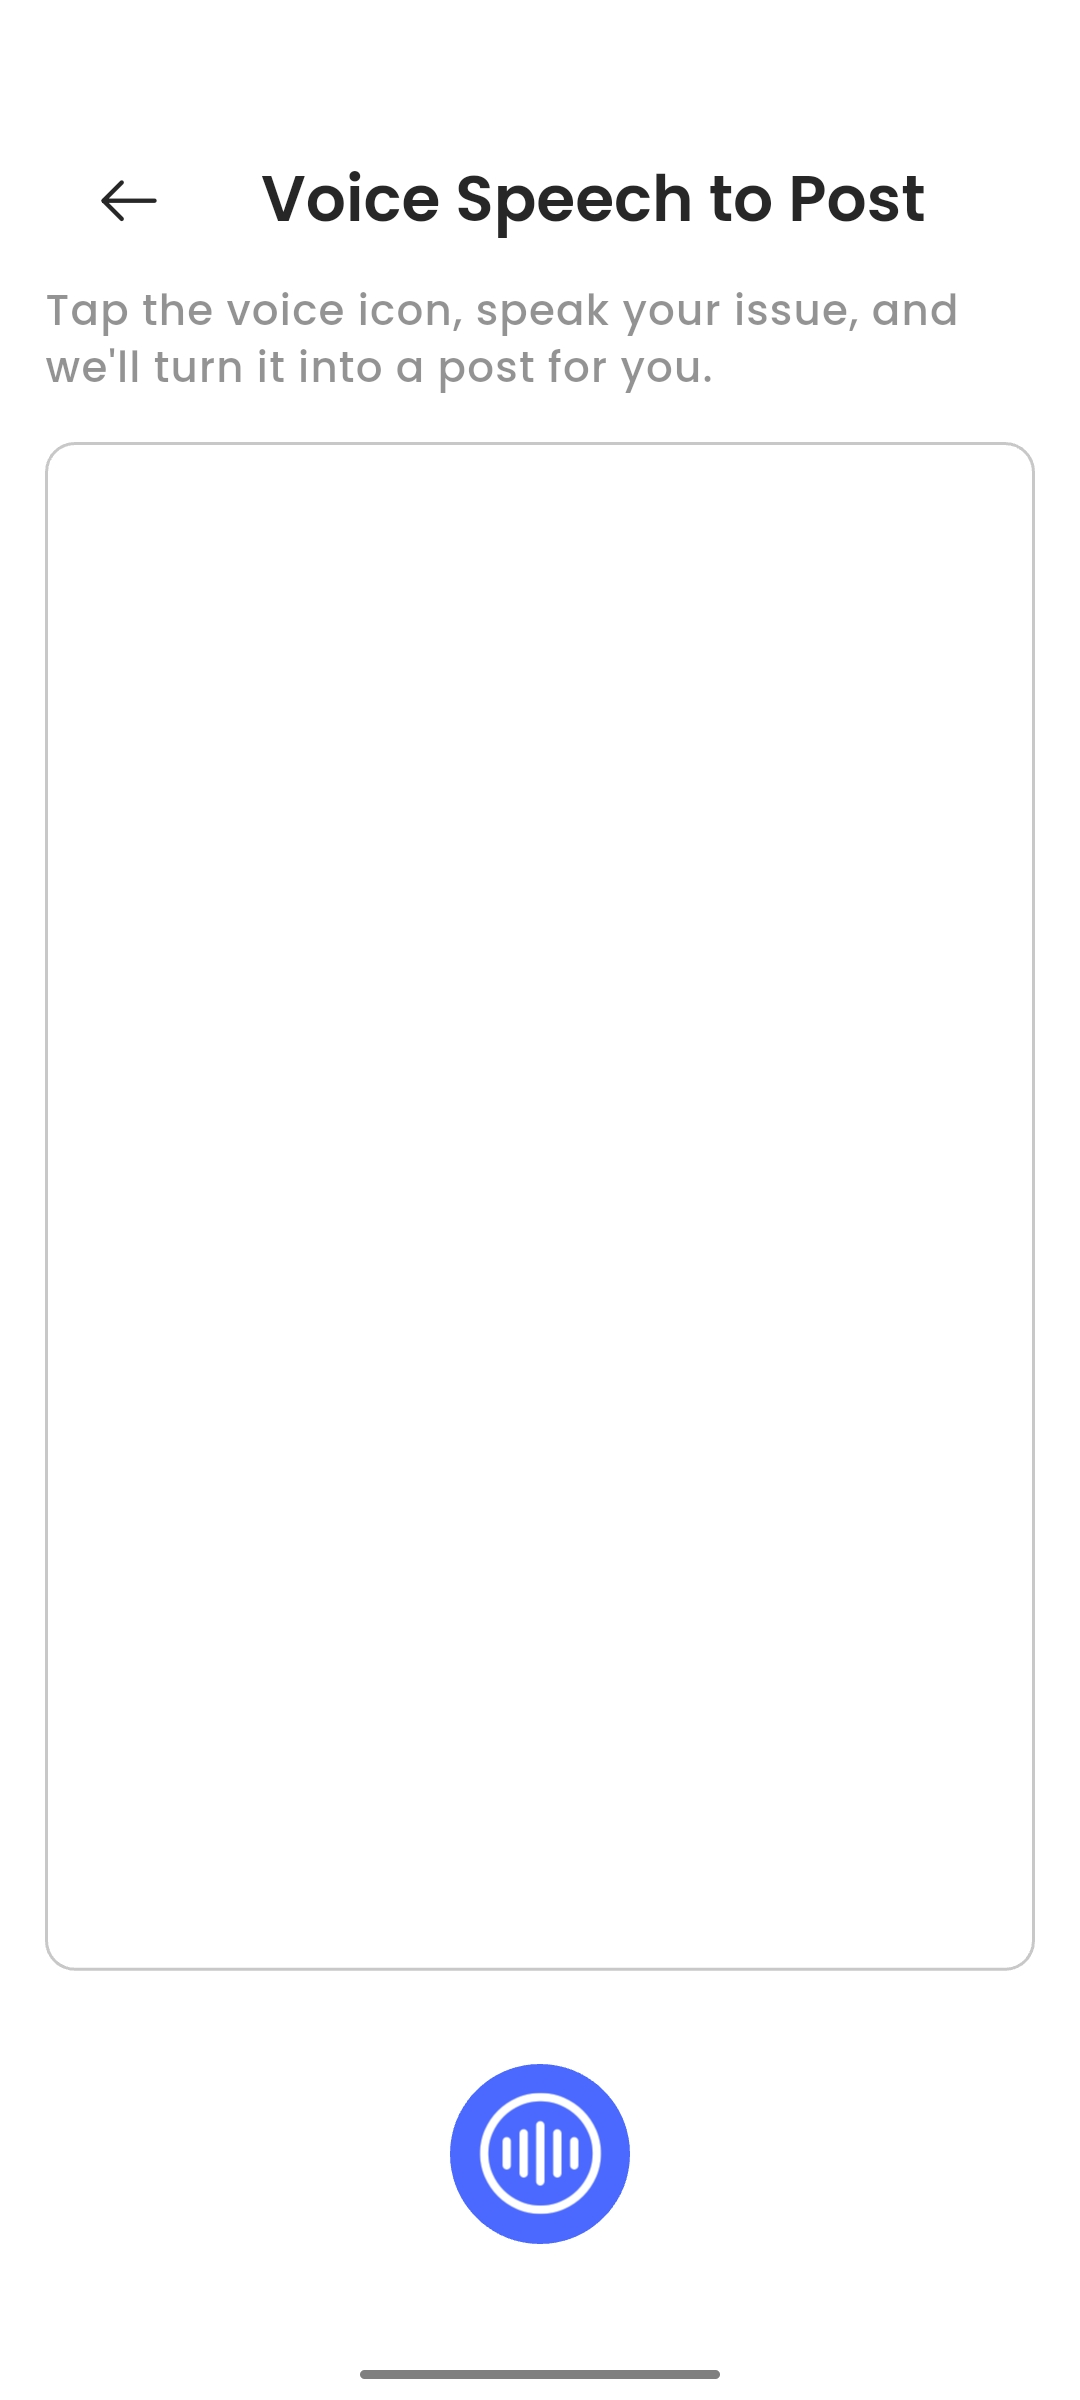 Voice Speech to Post
Tap the voice icon, speak your issue, and
we'll turn it into a post for you.